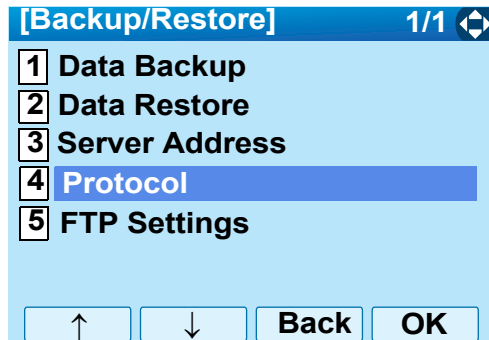 [Backup/Restore] 1/1
1 Data Backup
2 Data Restore
3 Server Address
4 Protocol
5 FTP Settings
↑ ↓ Back OK